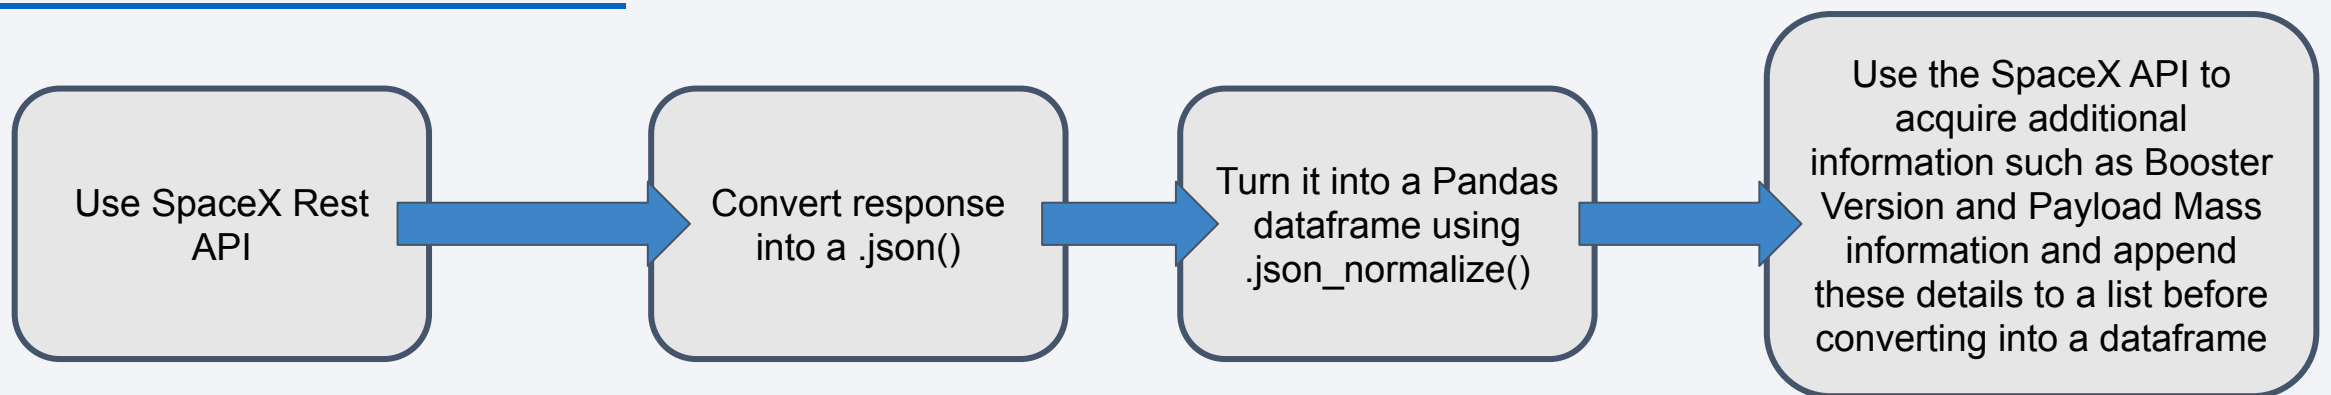 Use SpaceX Rest
API
Convert response
into a .json()
Turn it into a Pandas
dataframe using
.json_normalize()
Use the SpaceX API to
acquire additional
information such as Booster
Version and Payload Mass
information and append
these details to a list before
converting into a dataframe